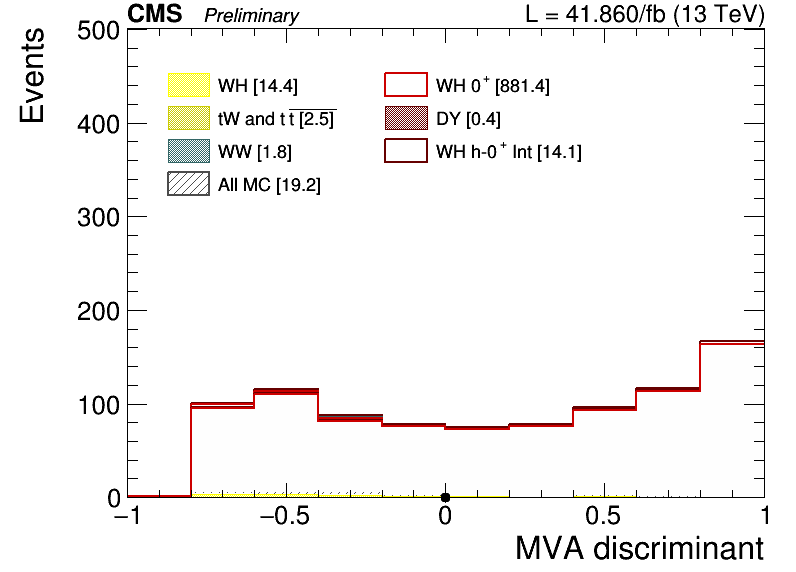 CMS Preliminary L = 41.860/fb (13 TeV)
Events
500
400
300
200
100
0
WH [14.4]
WH 0+ [881.4]
tW and t t [2.5]
DY [0.4]
WW [1.8]
WH h-0+ Int [14.1]
All MC [19.2]
−1 −0.5 0 0.5 1
MVA discriminant